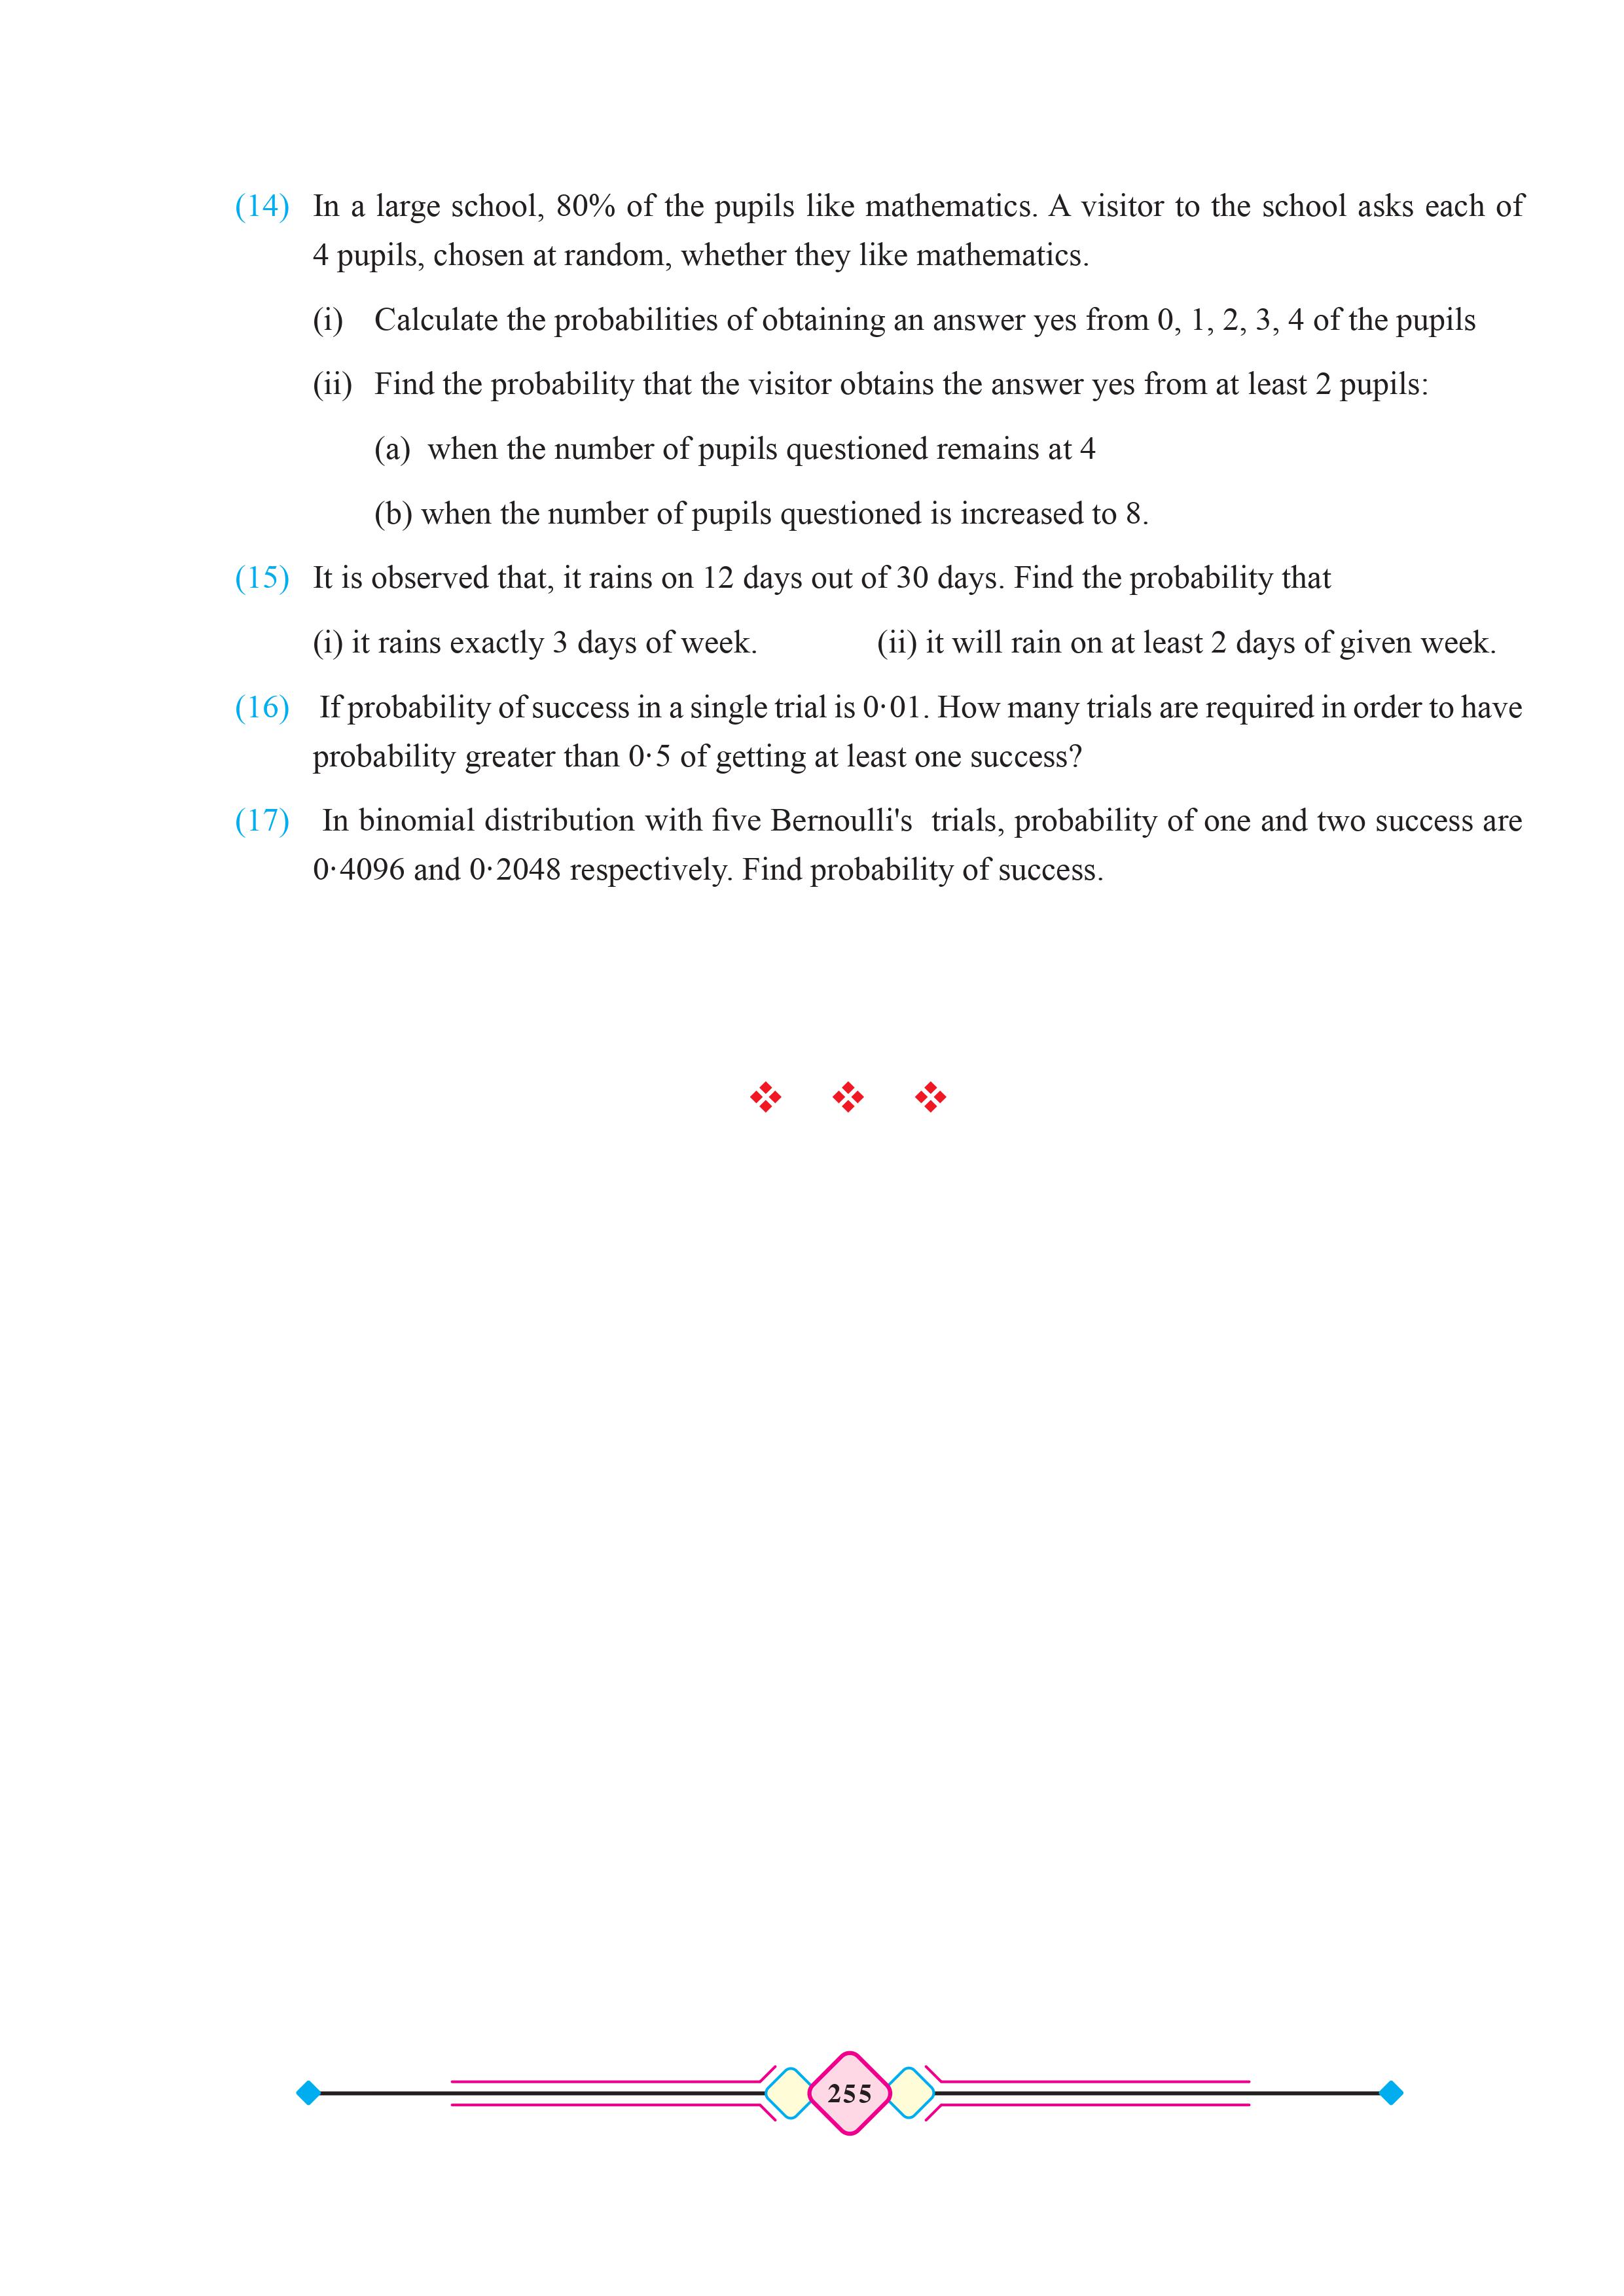 (14) In a large school, 80% of the pupils like mathematics. A visitor to the school asks each of
4 pupils, chosen at random, whether they like mathematics.
(i) Calculate the probabilities of obtaining an answer yes from 0, 1, 2, 3, 4 of the pupils
(ii) Find the probability that the visitor obtains the answer yes from at least 2 pupils:
(a) when the number of pupils questioned remains at 4
(b) when the number of pupils questioned is increased to 8.
(15) It is observed that, it rains on 12 days out of 30 days. Find the probability that
(i) it rains exactly 3 days of week. (ii) it will rain on at least 2 days of given week.
(16) If probability of success in a single trial is 0·01. How many trials are required in order to have
probability greater than 0·5 of getting at least one success?
(17) In binomial distribution with five Bernoulli's trials, probability of one and two success are
0·4096 and 0·2048 respectively. Find probability of success.
255